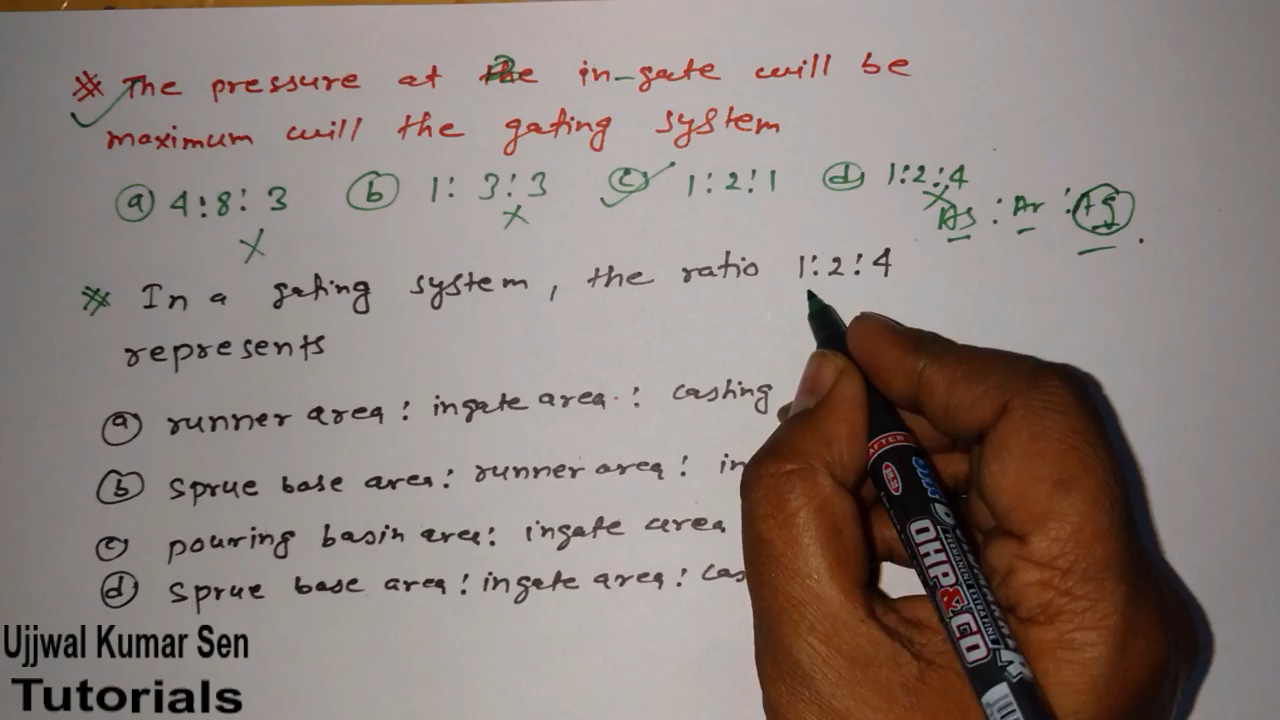 * The pressure at the in-gate will be
maximum will the gating system
(a) 4:8:3 (b) 1:3:3 (c) 1:2:1 (d) 1:2:4
As : Ar : Ag
* In a gating system, the ratio 1:2:4
represents
(a) runner area : ingate area : casting
(b) sprue base area : runner area : in
(c) pouring basin area : ingate area
(d) sprue base area : ingate area : cas
Ujjwal Kumar Sen
Tutorials
AFTER
OHP & CD